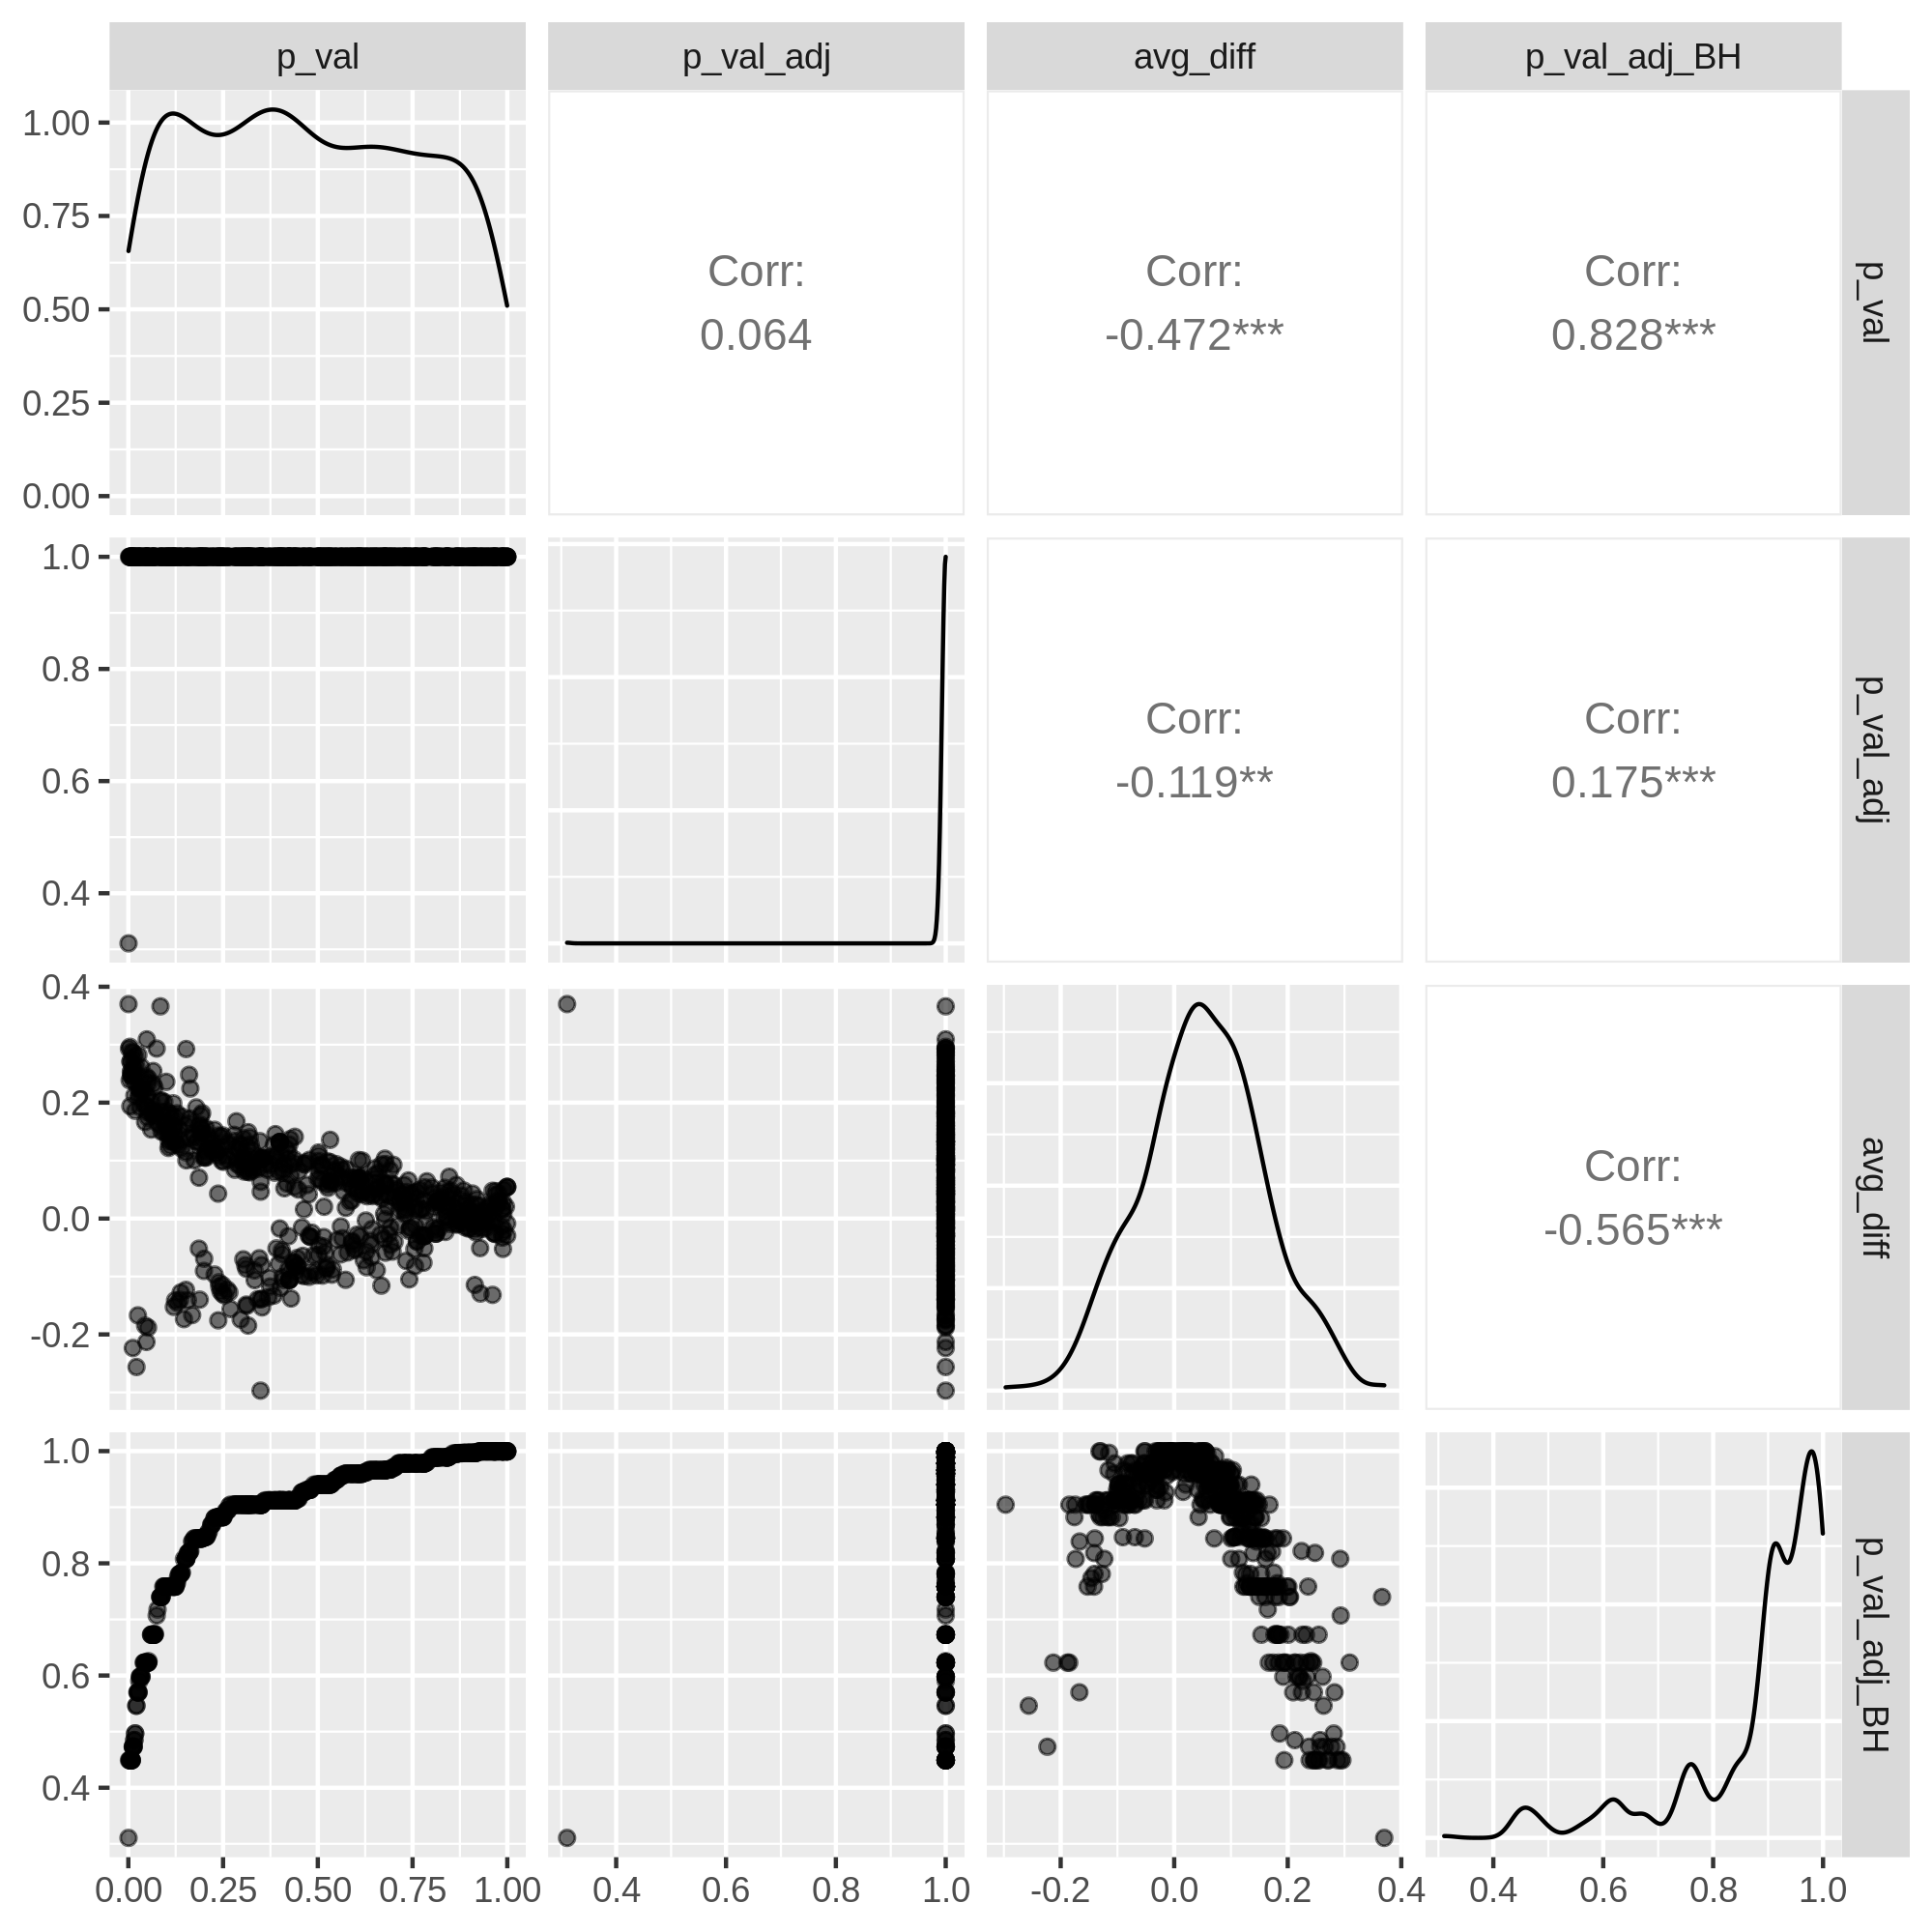 p_val p_val_adj avg_diff p_val_adj_BH
1.00
0.75
0.50
0.25
0.00
Corr:
0.064
Corr:
-0.472***
Corr:
0.828***
p_val
1.0
0.8
0.6
0.4
Corr:
-0.119**
Corr:
0.175***
p_val_adj
0.4
0.2
0.0
-0.2
Corr:
-0.565***
avg_diff
1.0
0.8
0.6
0.4
p_val_adj_BH
0.00 0.25 0.50 0.75 1.00 0.4 0.6 0.8 1.0 -0.2 0.0 0.2 0.4 0.4 0.6 0.8 1.0